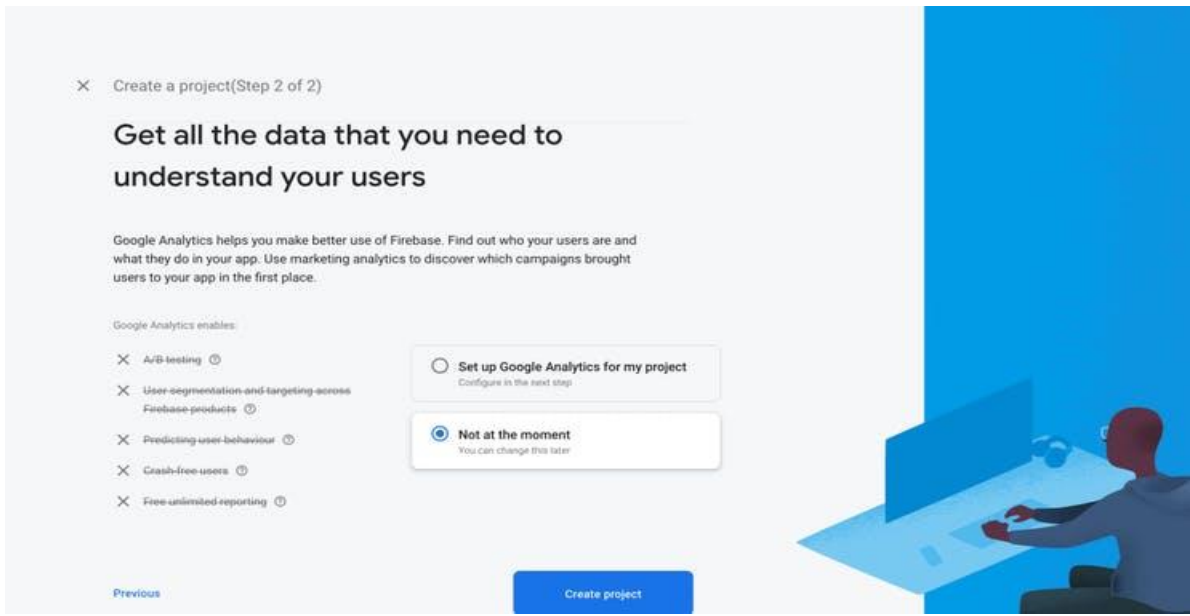 Create a project(Step 2 of 2)
Get all the data that you need to
understand your users
Google Analytics helps you make better use of Firebase. Find out who your users are and
what they do in your app. Use marketing analytics to discover which campaigns brought
users to your app in the first place.
Google Analytics enables:
A/B testing
User segmentation and targeting across
Firebase products
Predicting user behaviour
Crash-free users
Free unlimited reporting
Set up Google Analytics for my project
Configure in the next step
Not at the moment
You can change this later
Previous
Create project